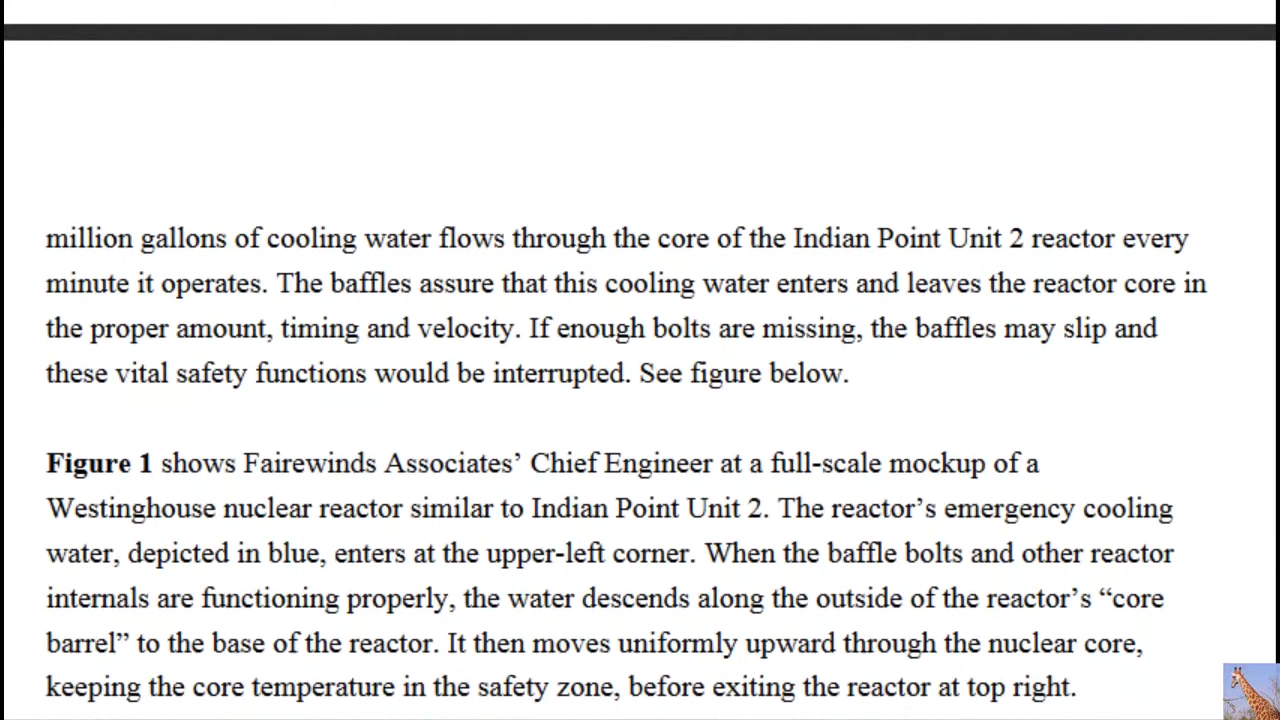 million gallons of cooling water flows through the core of the Indian Point Unit 2 reactor every
minute it operates. The baffles assure that this cooling water enters and leaves the reactor core in
the proper amount, timing and velocity. If enough bolts are missing, the baffles may slip and
these vital safety functions would be interrupted. See figure below.
Figure 1 shows Fairewinds Associates’ Chief Engineer at a full-scale mockup of a
Westinghouse nuclear reactor similar to Indian Point Unit 2. The reactor’s emergency cooling
water, depicted in blue, enters at the upper-left corner. When the baffle bolts and other reactor
internals are functioning properly, the water descends along the outside of the reactor’s “core
barrel” to the base of the reactor. It then moves uniformly upward through the nuclear core,
keeping the core temperature in the safety zone, before exiting the reactor at top right.